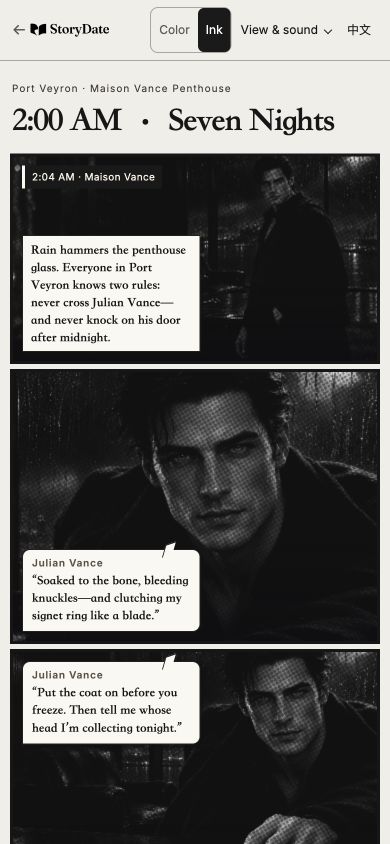 StoryDate
Color
Ink
View & sound
中文
Port Veyron · Maison Vance Penthouse
2:00 AM · Seven Nights
2:04 AM · Maison Vance
Rain hammers the penthouse
glass. Everyone in Port
Veyron knows two rules:
never cross Julian Vance—
and never knock on his door
after midnight.
Julian Vance
“Soaked to the bone, bleeding
knuckles—and clutching my
signet ring like a blade.”
Julian Vance
“Put the coat on before you
freeze. Then tell me whose
head I’m collecting tonight.”